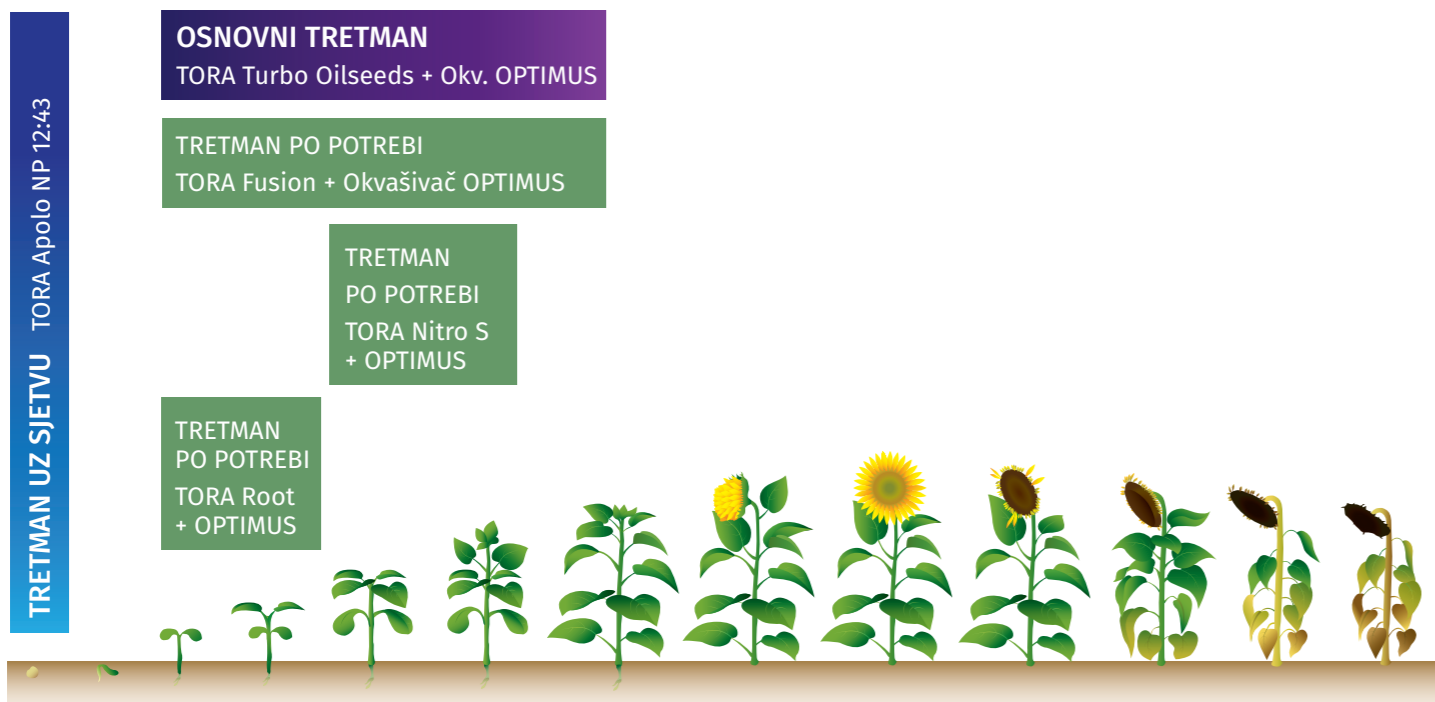 TRETMAN UZ SJETVU TORA Apolo NP 12:43
OSNOVNI TRETMAN
TORA Turbo Oilseeds + Okv. OPTIMUS
TRETMAN PO POTREBI
TORA Fusion + Okvašivač OPTIMUS
TRETMAN
PO POTREBI
TORA Nitro S
+ OPTIMUS
TRETMAN
PO POTREBI
TORA Root
+ OPTIMUS